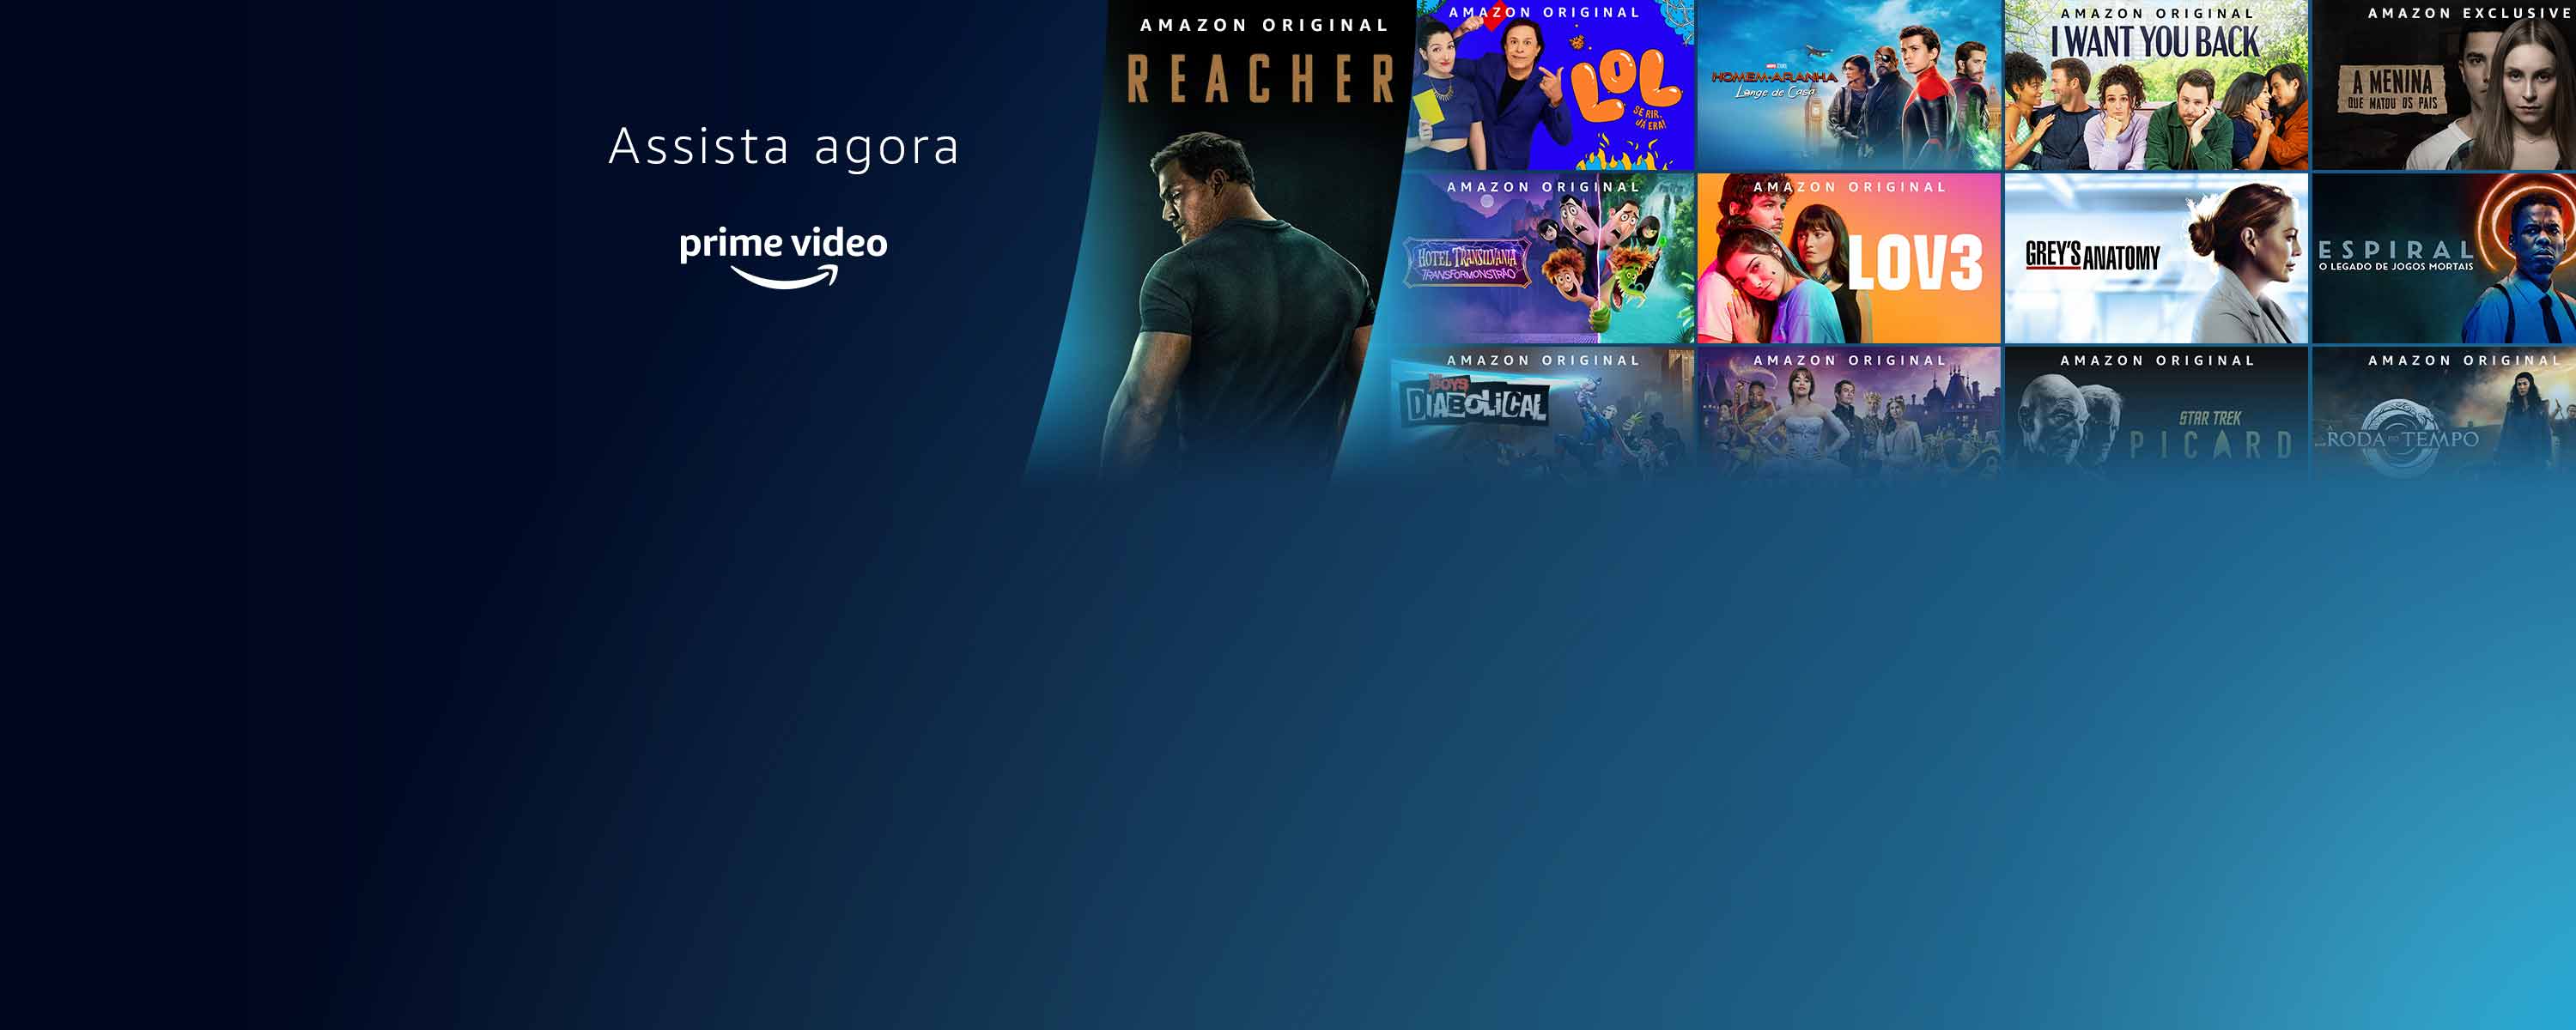 Assista agora
prime video
AMAZON ORIGINAL
REACHER
AMAZON ORIGINAL
LOL
SE RIR,
JÁ ERA!
HOMEM-ARANHA
Longe de Casa
AMAZON ORIGINAL
I WANT YOU BACK
AMAZON EXCLUSIVE
A MENINA
QUE MATOU OS PAIS
AMAZON ORIGINAL
HOTEL TRANSILVÂNIA
TRANSFORMONSTRÃO
AMAZON ORIGINAL
LOV3
GREY'S ANATOMY
ESPIRAL
O LEGADO DE JOGOS MORTAIS
AMAZON ORIGINAL
BOYS
DIABOLICAL
AMAZON ORIGINAL
AMAZON ORIGINAL
STAR TREK
PICARD
AMAZON ORIGINAL
A RODA DO TEMPO